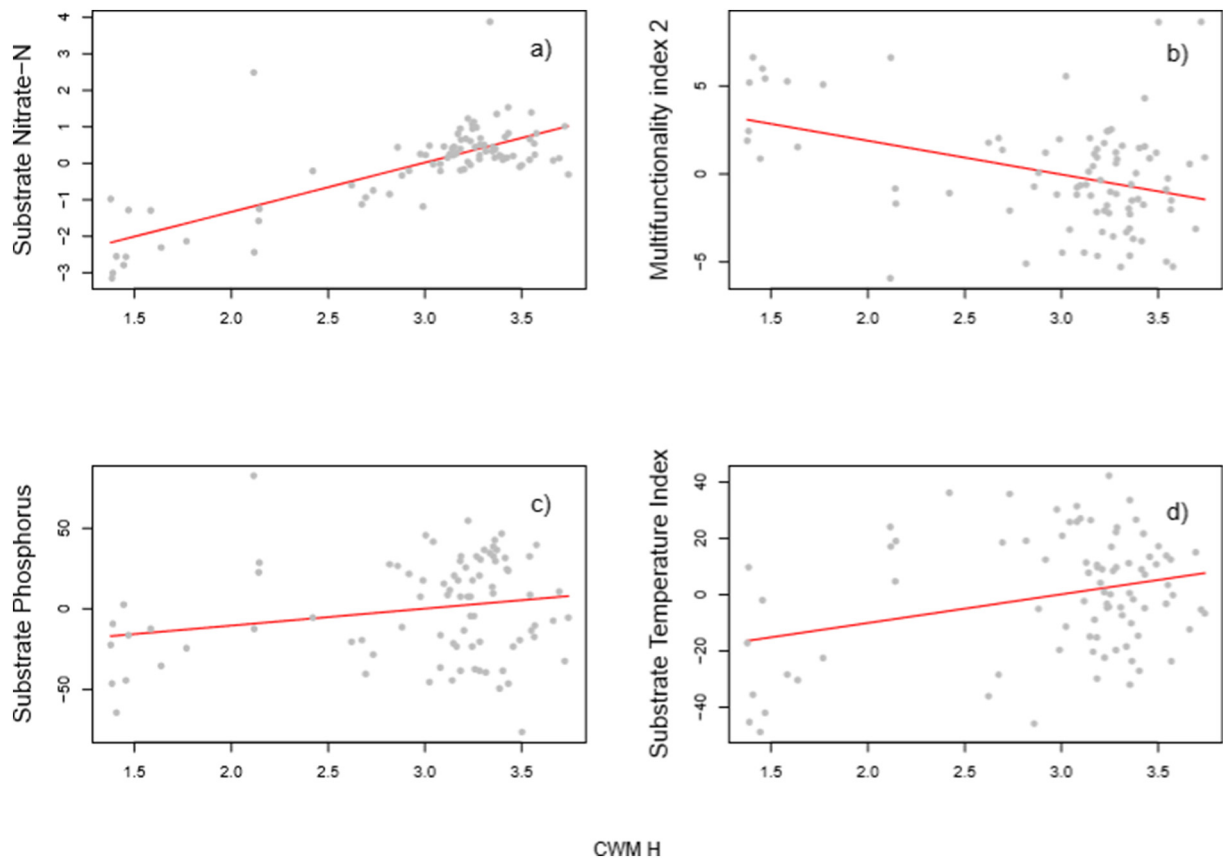 Substrate Nitrate-N
4
3
2
1
0
-1
-2
-3
a)
1.5 2.0 2.5 3.0 3.5
Multifunctionality index 2
5
0
-5
b)
1.5 2.0 2.5 3.0 3.5
Substrate Phosphorus
50
0
-50
c)
1.5 2.0 2.5 3.0 3.5
Substrate Temperature Index
40
20
0
-20
-40
d)
1.5 2.0 2.5 3.0 3.5
CWM H